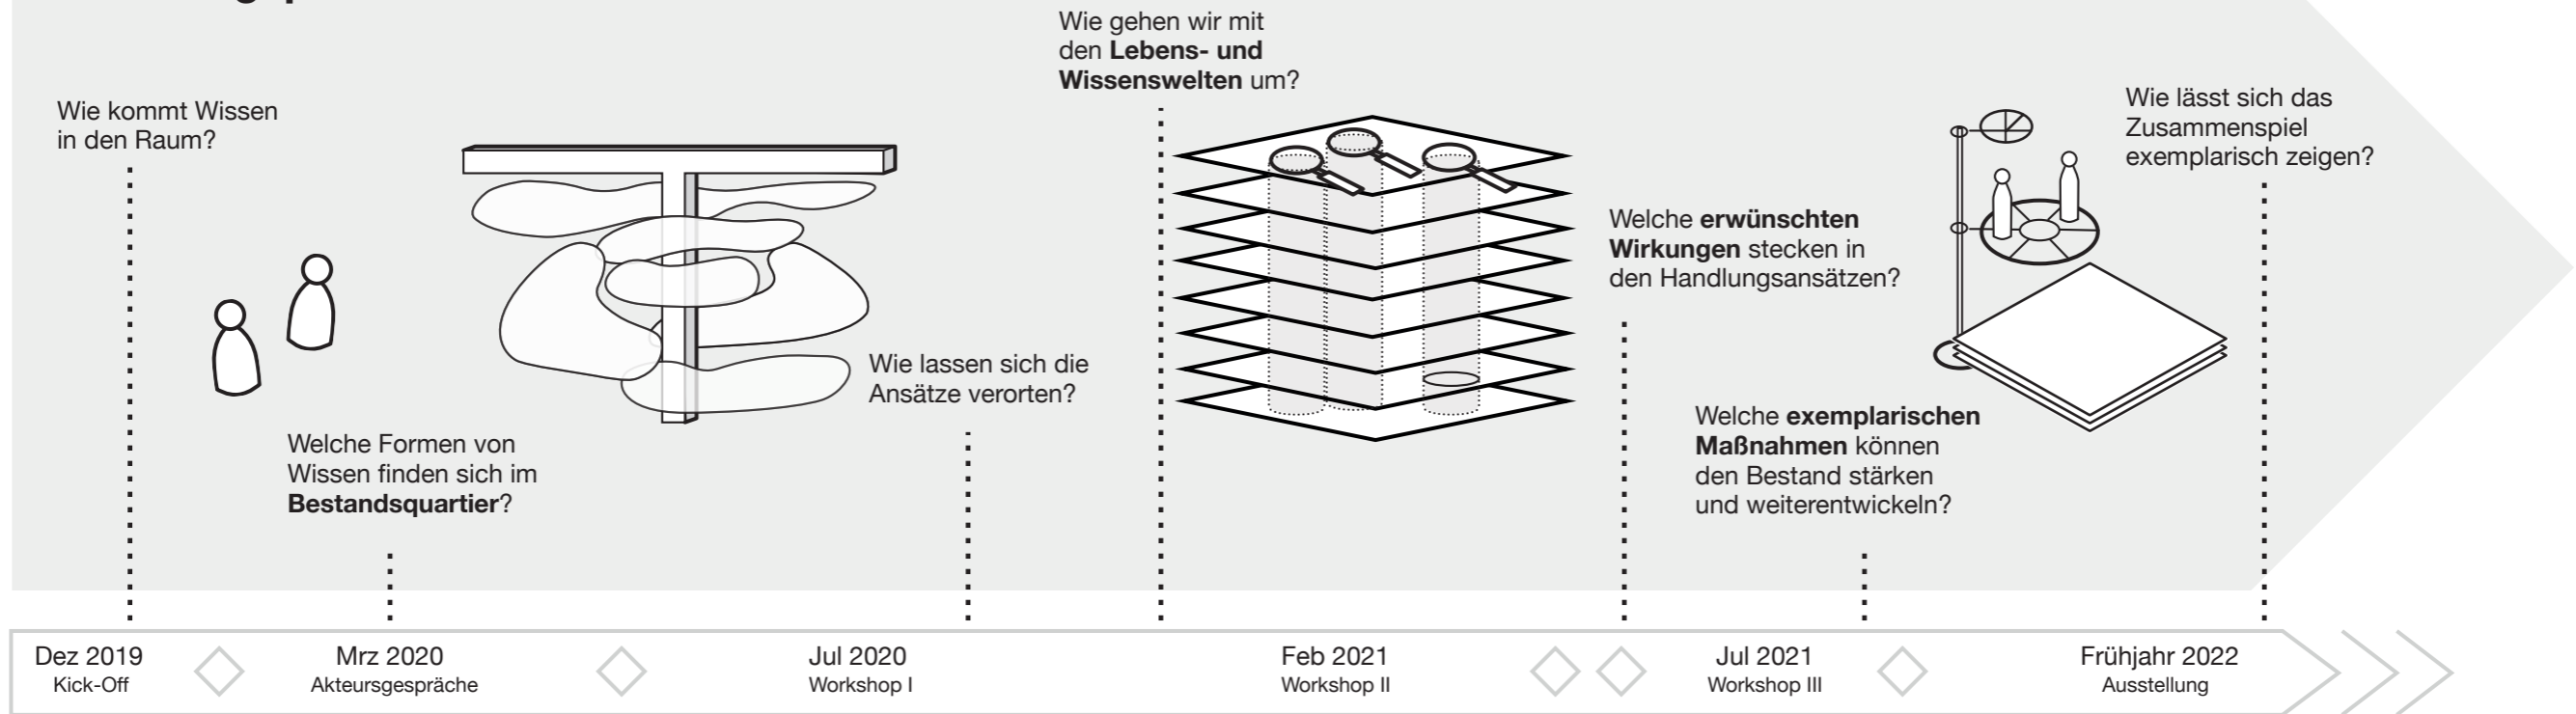 Wie kommt Wissen
in den Raum?
Welche Formen von
Wissen finden sich im
Bestandsquartier?
Wie lassen sich die
Ansätze verorten?
Wie gehen wir mit
den Lebens- und
Wissenswelten um?
Welche erwünschten
Wirkungen stecken in
den Handlungsansätzen?
Welche exemplarischen
Maßnahmen können
den Bestand stärken
und weiterentwickeln?
Wie lässt sich das
Zusammenspiel
exemplarisch zeigen?
Dez 2019
Kick-Off
Mrz 2020
Akteursgespräche
Jul 2020
Workshop I
Feb 2021
Workshop II
Jul 2021
Workshop III
Frühjahr 2022
Ausstellung